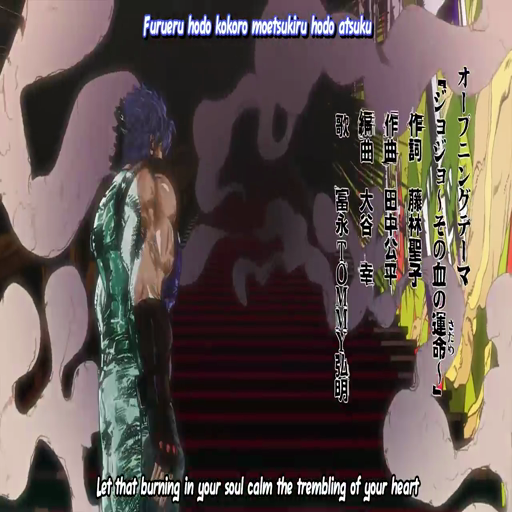 Furueru hodo kokoro moetsukiru hodo atsuku
オープニングテーマ
『ジョジョ～その血の運命～』
さだめ
作詞 藤林聖子
作曲 田中公平
編曲 大谷 幸
歌 富永TOMMY弘明
Let that burning in your soul calm the trembling of your heart